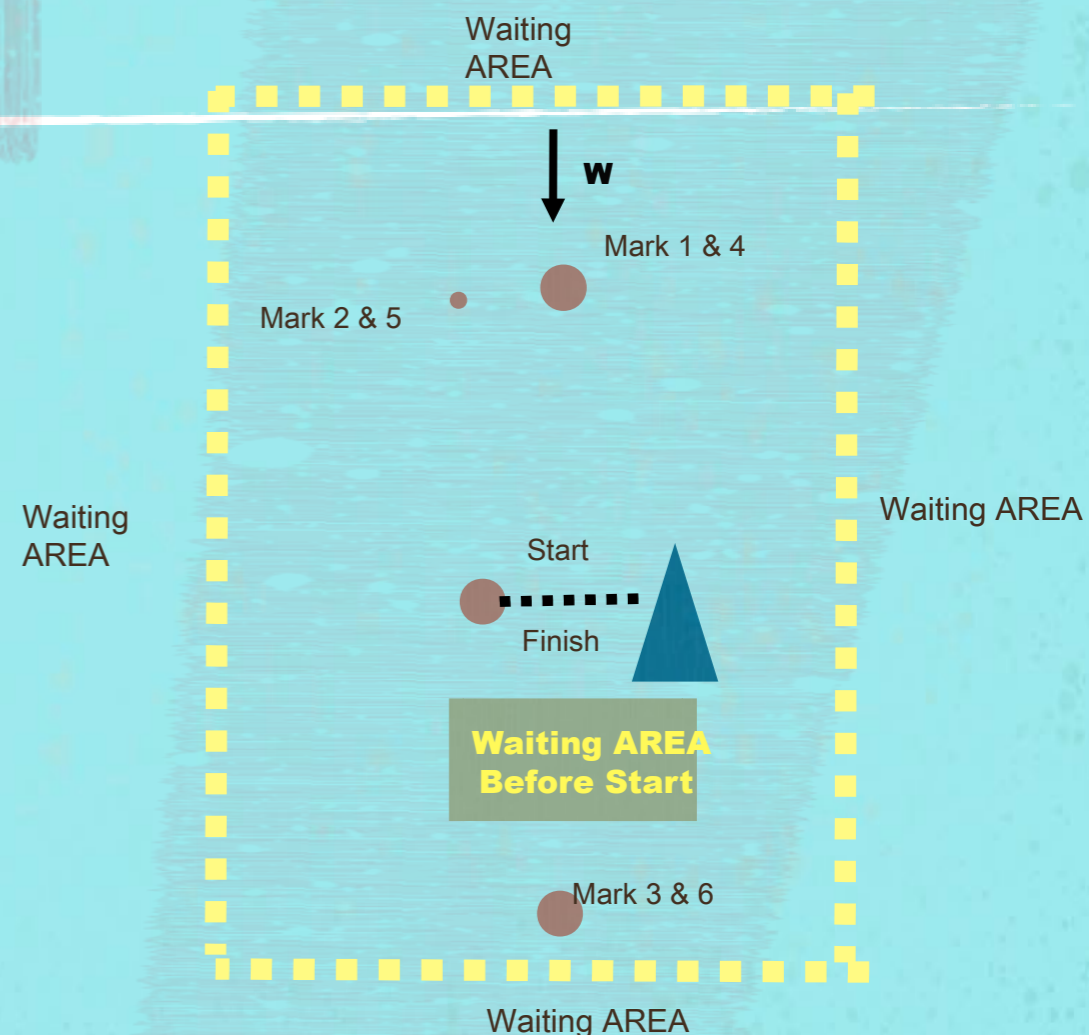 Waiting
AREA
W
Mark 1 & 4
Mark 2 & 5
Waiting
AREA
Waiting AREA
Start
Finish
Waiting AREA
Before Start
Mark 3 & 6
Waiting AREA